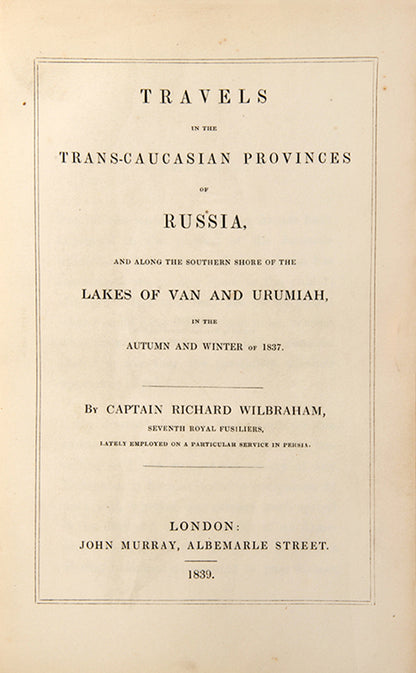 TRAVELS
IN THE
TRANS-CAUCASIAN PROVINCES
OF
RUSSIA,
AND ALONG THE SOUTHERN SHORE OF THE
LAKES OF VAN AND URUMIAH,
IN THE
AUTUMN AND WINTER OF 1837.
BY CAPTAIN RICHARD WILBRAHAM,
SEVENTH ROYAL FUSILIERS,
LATELY EMPLOYED ON A PARTICULAR SERVICE IN PERSIA.
LONDON:
JOHN MURRAY, ALBEMARLE STREET.
1839.